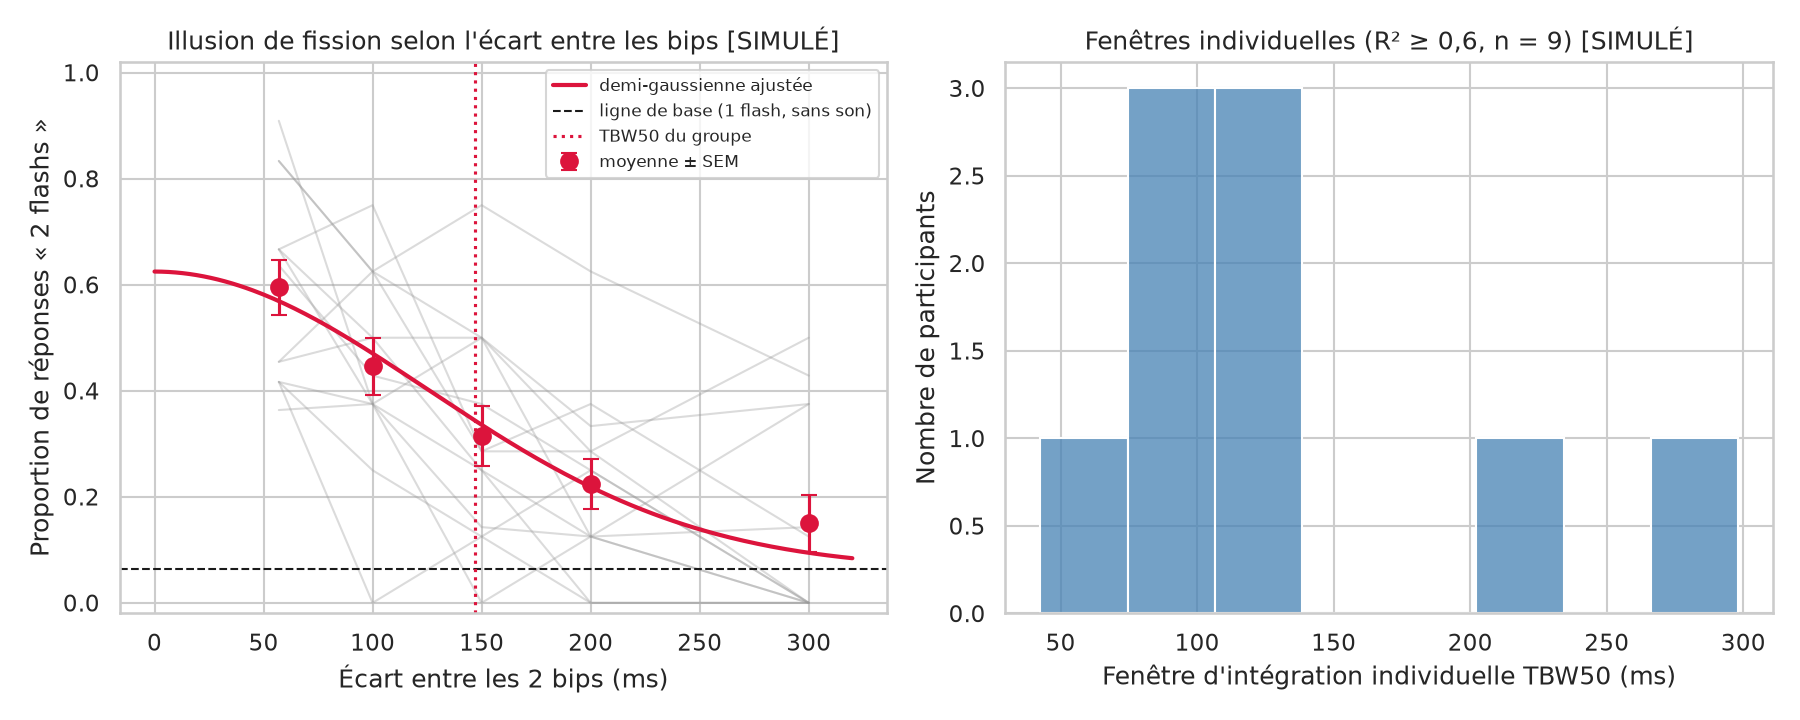 Illusion de fission selon l'écart entre les bips [SIMULÉ]
Proportion de réponses « 2 flashs »
1.0
0.8
0.6
0.4
0.2
0.0
demi-gaussienne ajustée
ligne de base (1 flash, sans son)
TBW50 du groupe
moyenne ± SEM
0 50 100 150 200 250 300
Écart entre les 2 bips (ms)
Fenêtres individuelles (R² ≥ 0,6, n = 9) [SIMULÉ]
Nombre de participants
3.0
2.5
2.0
1.5
1.0
0.5
0.0
50 100 150 200 250 300
Fenêtre d'intégration individuelle TBW50 (ms)